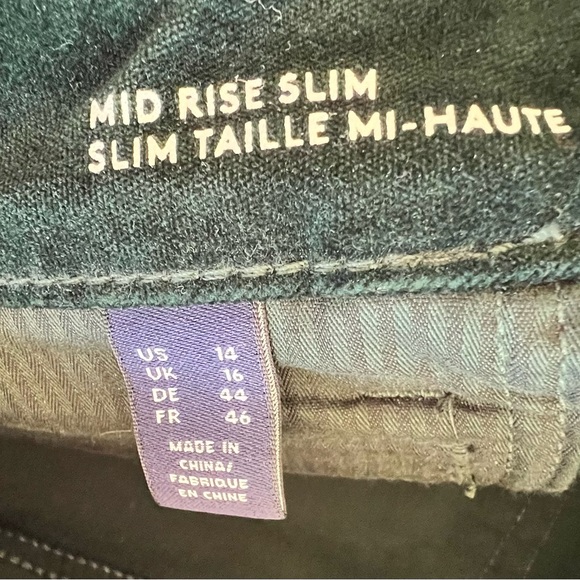 MID RISE SLIM
SLIM TAILLE MI-HAUTE
US 14
UK 16
DE 44
FR 46
MADE IN
CHINA/
FABRIQUE
EN CHINE